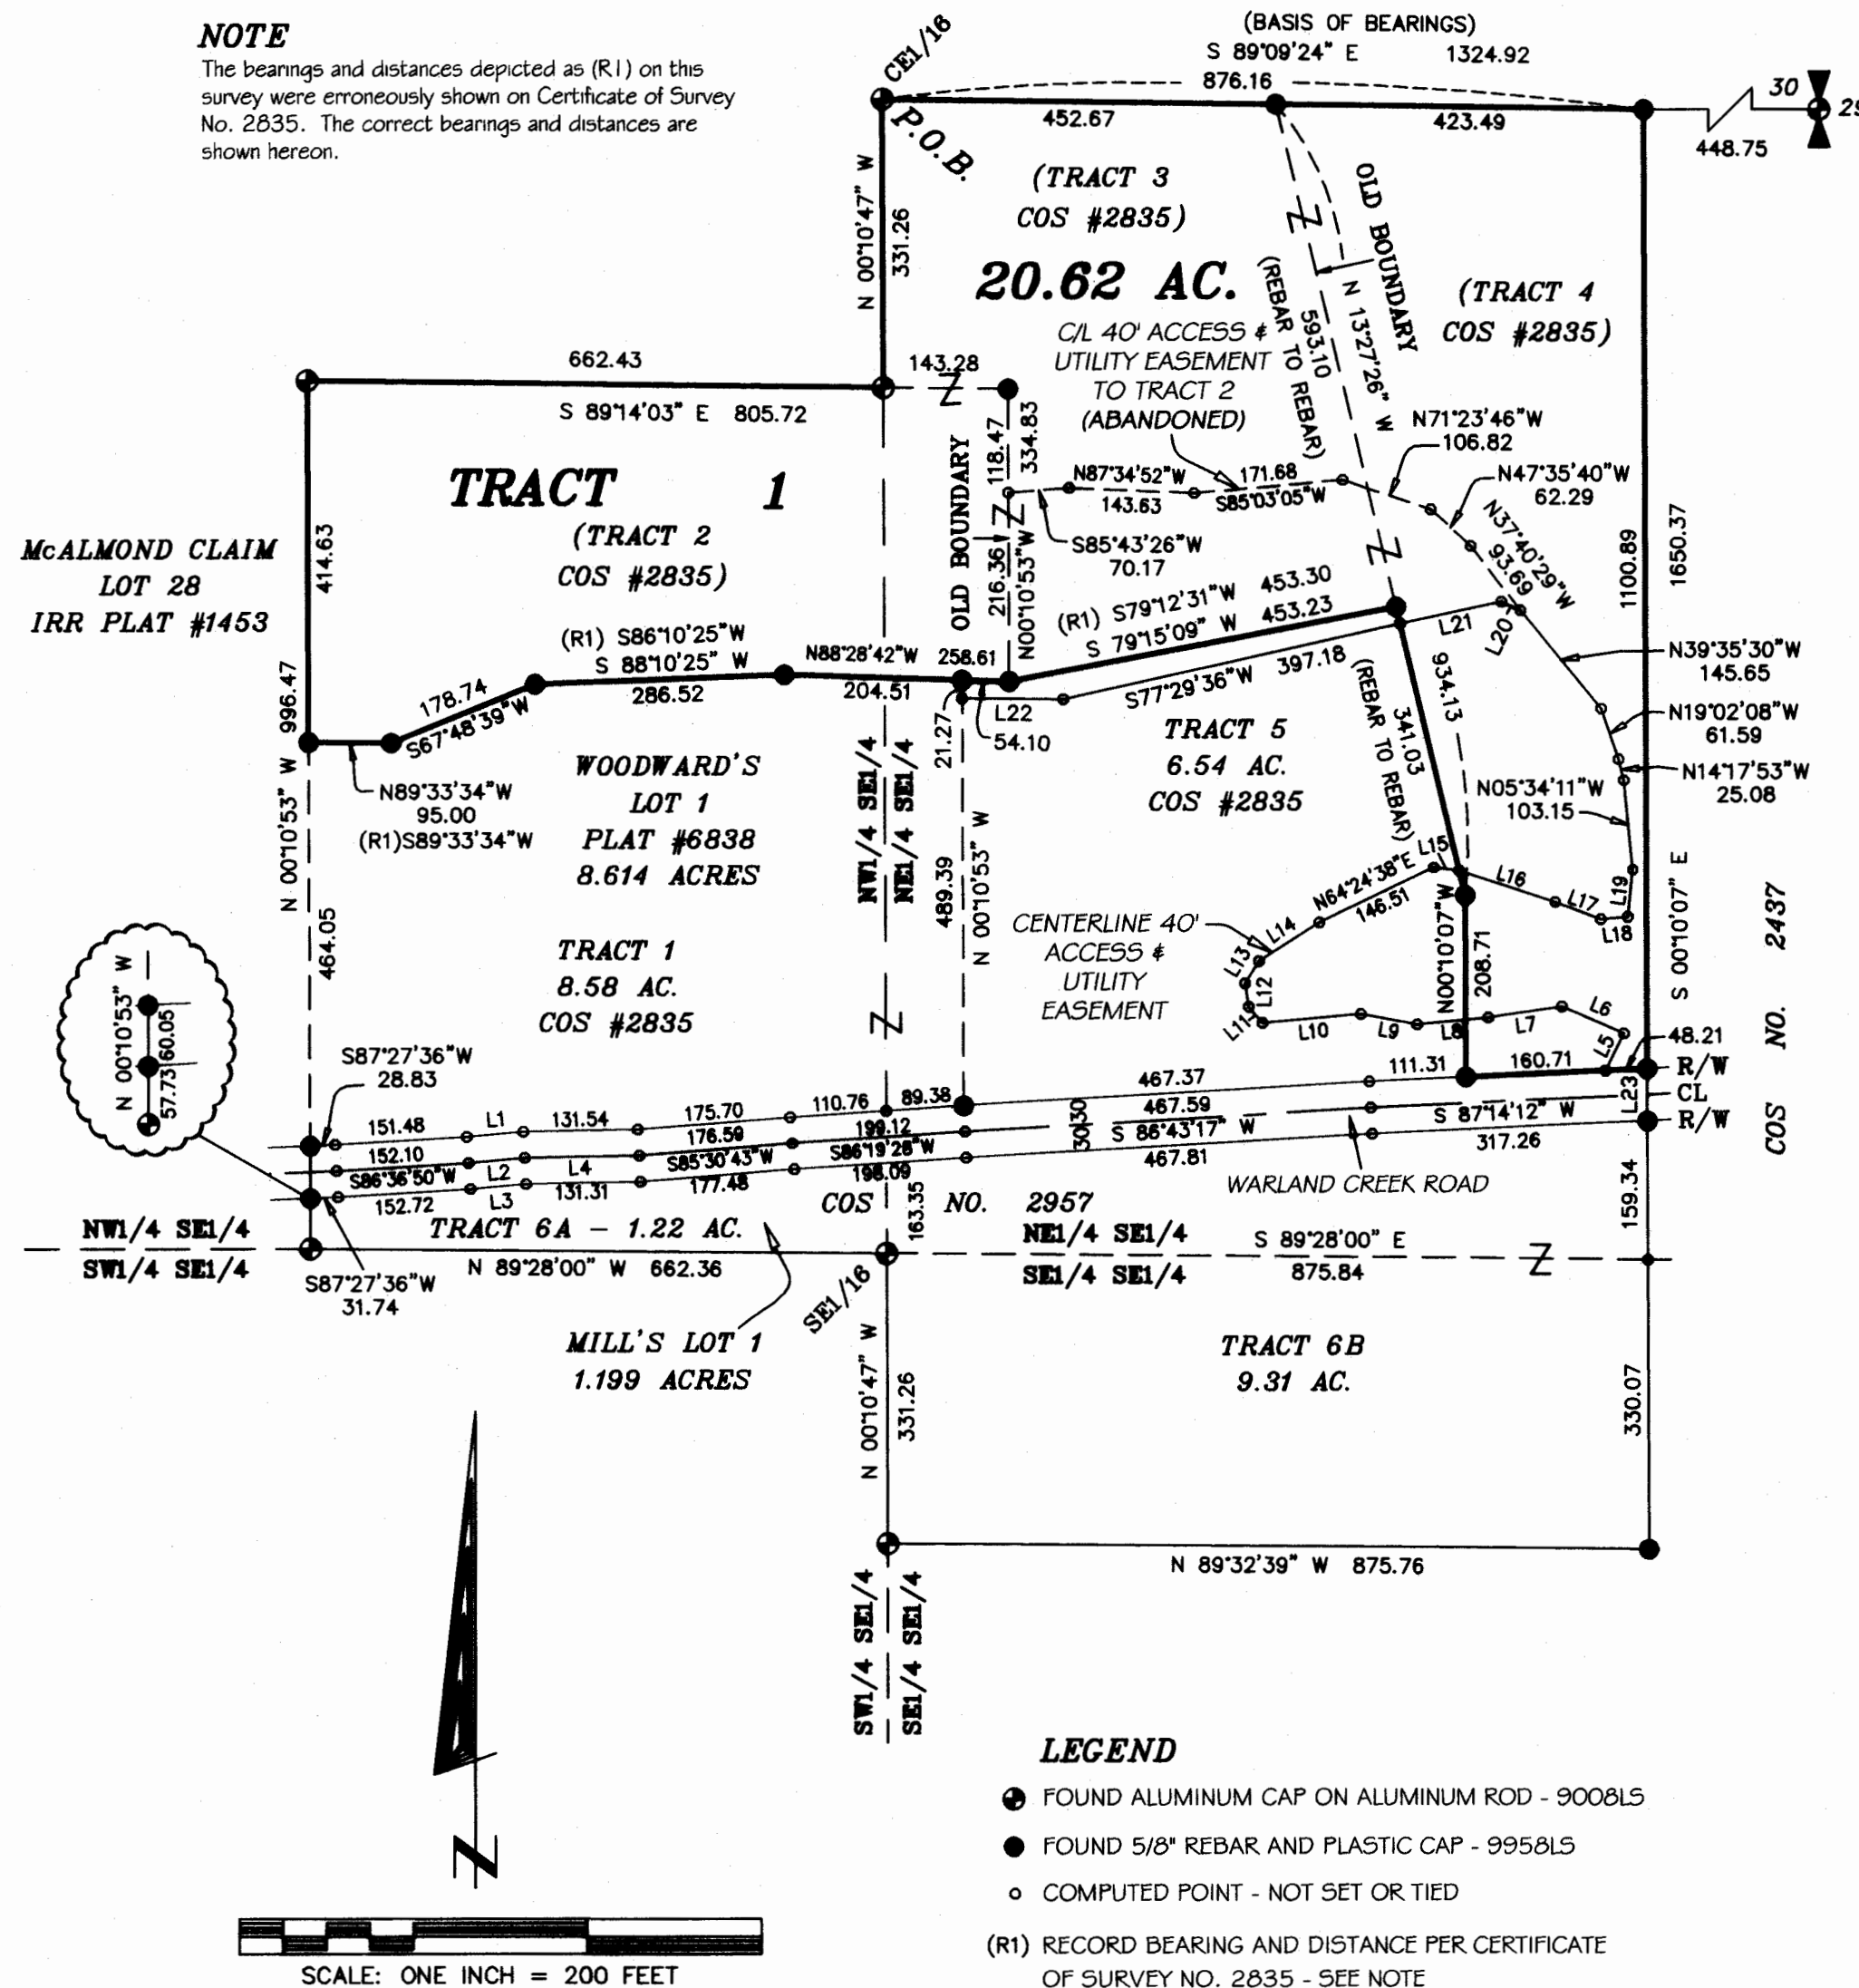 NOTE
The bearings and distances depicted as (R1) on this
survey were erroneously shown on Certificate of Survey
No. 2835. The correct bearings and distances are
shown hereon.
(BASIS OF BEARINGS)
S 89°09'24" E 1324.92
876.16
CE1/16
P.O.B.
452.67
423.49
30
29
448.75
N 00°10'47" W
331.26
(TRACT 3
COS #2835)
20.62 AC.
OLD BOUNDARY
N 13°27'26" W
593.10
(REBAR TO REBAR)
(TRACT 4
COS #2835)
C/L 40' ACCESS &
UTILITY EASEMENT
TO TRACT 2
(ABANDONED)
662.43
143.28
S 89°14'03" E 805.72
TRACT 1
(TRACT 2
COS #2835)
McALMOND CLAIM
LOT 28
IRR PLAT #1453
414.63
996.47
N 00°10'53" W
464.05
OLD BOUNDARY
118.47
334.83
216.36
N00°10'53"W
N87°34'52"W
143.63
171.68
S85°03'05"W
S85°43'26"W
70.17
N71°23'46"W
106.82
N47°35'40"W
62.29
N37°40'29"W
93.69
1100.89
1650.37
(R1) S79°12'31"W 453.30
S 79°15'09" W 453.23
(R1) S86°10'25"W
S 88°10'25" W
286.52
N88°28'42"W
204.51
258.61
178.74
S67°48'39"W
L20
L21
N39°35'30"W
145.65
S77°29'36"W 397.18
L22
54.10
21.27
N89°33'34"W
95.00
(R1)S89°33'34"W
WOODWARD'S
LOT 1
PLAT #6838
8.614 ACRES
NW1/4 SE1/4
NE1/4 SE1/4
TRACT 5
6.54 AC.
COS #2835
934.13
341.03
(REBAR TO REBAR)
N19°02'08"W
61.59
N14°17'53"W
25.08
N05°34'11"W
103.15
489.39
N 00°10'53" W
TRACT 1
8.58 AC.
COS #2835
CENTERLINE 40'
ACCESS &
UTILITY
EASEMENT
N64°24'38"E
146.51
L15
L16
L17
L18
L19
L14
L13
L12
L11
L10
L9
L8
L7
L6
L5
N00°10'07"W
208.71
S 00°10'07" E
COS NO. 2437
N 00°10'53" W
60.05
57.73
S87°27'36"W
28.83
48.21
R/W
CL
R/W
L23
160.71
111.31
467.37
467.59
S 86°43'17" W
467.81
30
30
S 87°14'12" W
317.26
WARLAND CREEK ROAD
151.48
L1
131.54
175.70
110.76
89.38
152.10
S86°36'50"W
L2
L4
176.59
S85°30'43"W
199.12
S86°19'28"W
152.72
L3
131.31
177.48
198.09
COS NO. 2957
163.35
159.34
NW1/4 SE1/4
SW1/4 SE1/4
TRACT 6A - 1.22 AC.
N 89°28'00" W 662.36
S87°27'36"W
31.74
NE1/4 SE1/4
SE1/4 SE1/4
S 89°28'00" E
875.84
SE1/16
MILL'S LOT 1
1.199 ACRES
N 00°10'47" W
331.26
TRACT 6B
9.31 AC.
330.07
N 89°32'39" W 875.76
SW1/4 SE1/4
SE1/4 SE1/4
N
LEGEND
FOUND ALUMINUM CAP ON ALUMINUM ROD - 9008LS
FOUND 5/8" REBAR AND PLASTIC CAP - 9958LS
COMPUTED POINT - NOT SET OR TIED
(R1) RECORD BEARING AND DISTANCE PER CERTIFICATE
OF SURVEY NO. 2835 - SEE NOTE
SCALE: ONE INCH = 200 FEET